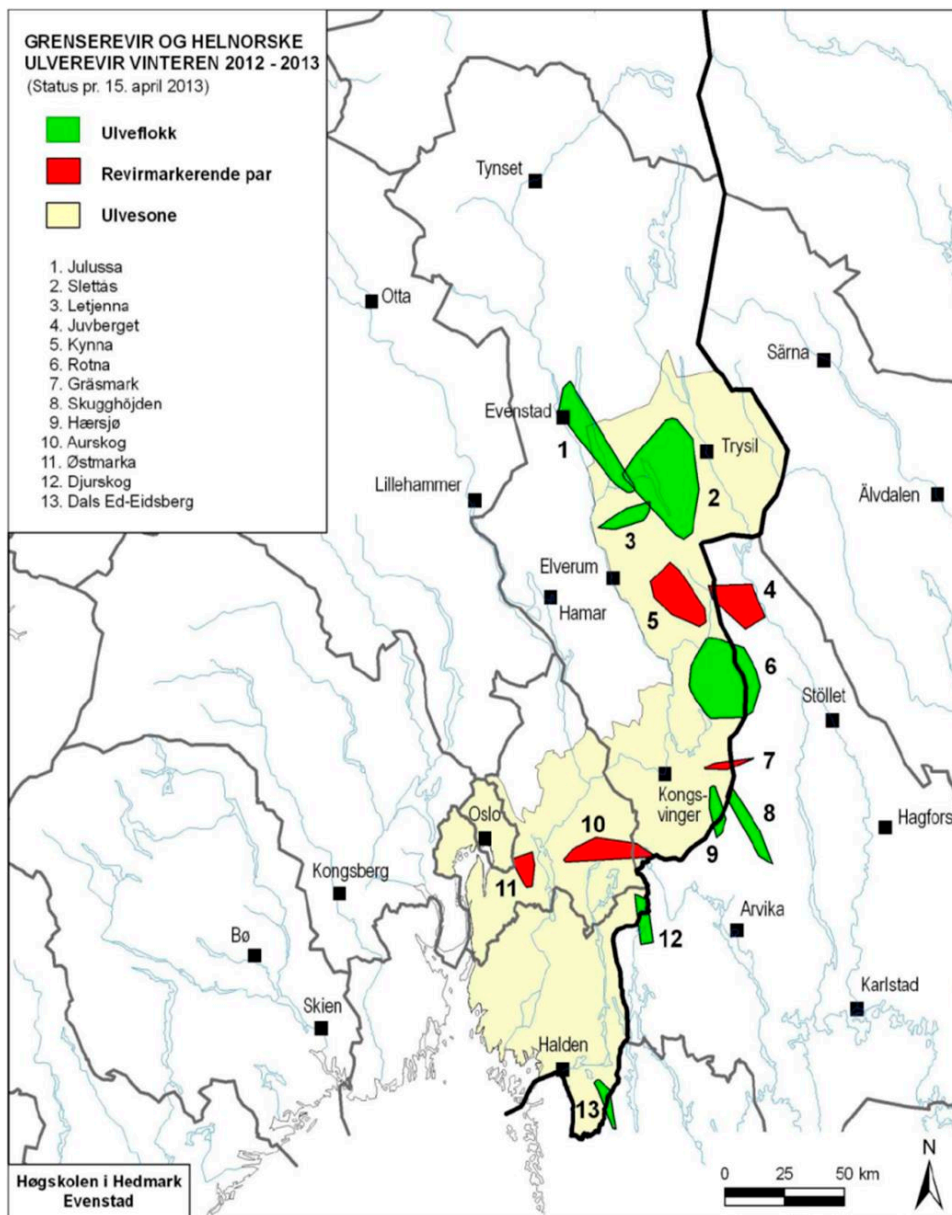 GRENSEREVIR OG HELNORSKE
ULVEREVIR VINTEREN 2012 - 2013
(Status pr. 15. april 2013)
Ulveflokk
Revirmarkerende par
Ulvesone
1. Julussa
2. Slettås
3. Letjenna
4. Juvberget
5. Kynna
6. Rotna
7. Gräsmark
8. Skugghöjden
9. Hærsjø
10. Aurskog
11. Østmarka
12. Djurskog
13. Dals Ed-Eidsberg
Tynset
Otta
Särna
Evenstad
1
Trysil
Lillehammer
2
Älvdalen
3
Elverum
Hamar
5
4
6
Stöllet
7
Kongs-
vinger
8
Hagfors
Oslo
10
9
Kongsberg
11
Arvika
Bø
12
Karlstad
Skien
Halden
13
N
0 25 50 km
Høgskolen i Hedmark
Evenstad